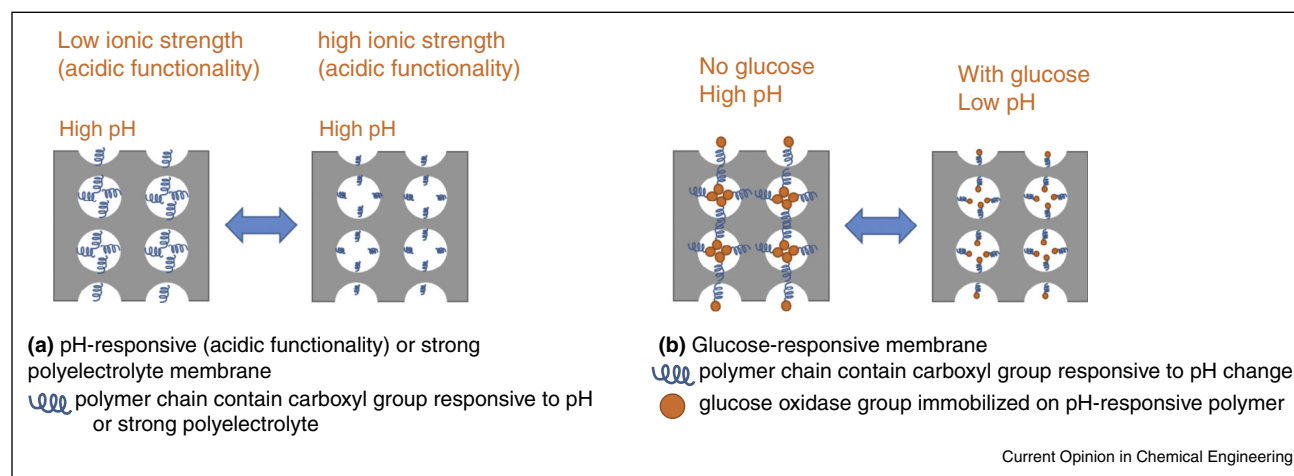 Low ionic strength
(acidic functionality)
high ionic strength
(acidic functionality)
High pH
High pH
(a) pH-responsive (acidic functionality) or strong
polyelectrolyte membrane
polymer chain contain carboxyl group responsive to pH
or strong polyelectrolyte
No glucose
High pH
With glucose
Low pH
(b) Glucose-responsive membrane
polymer chain contain carboxyl group responsive to pH change
glucose oxidase group immobilized on pH-responsive polymer
Current Opinion in Chemical Engineering